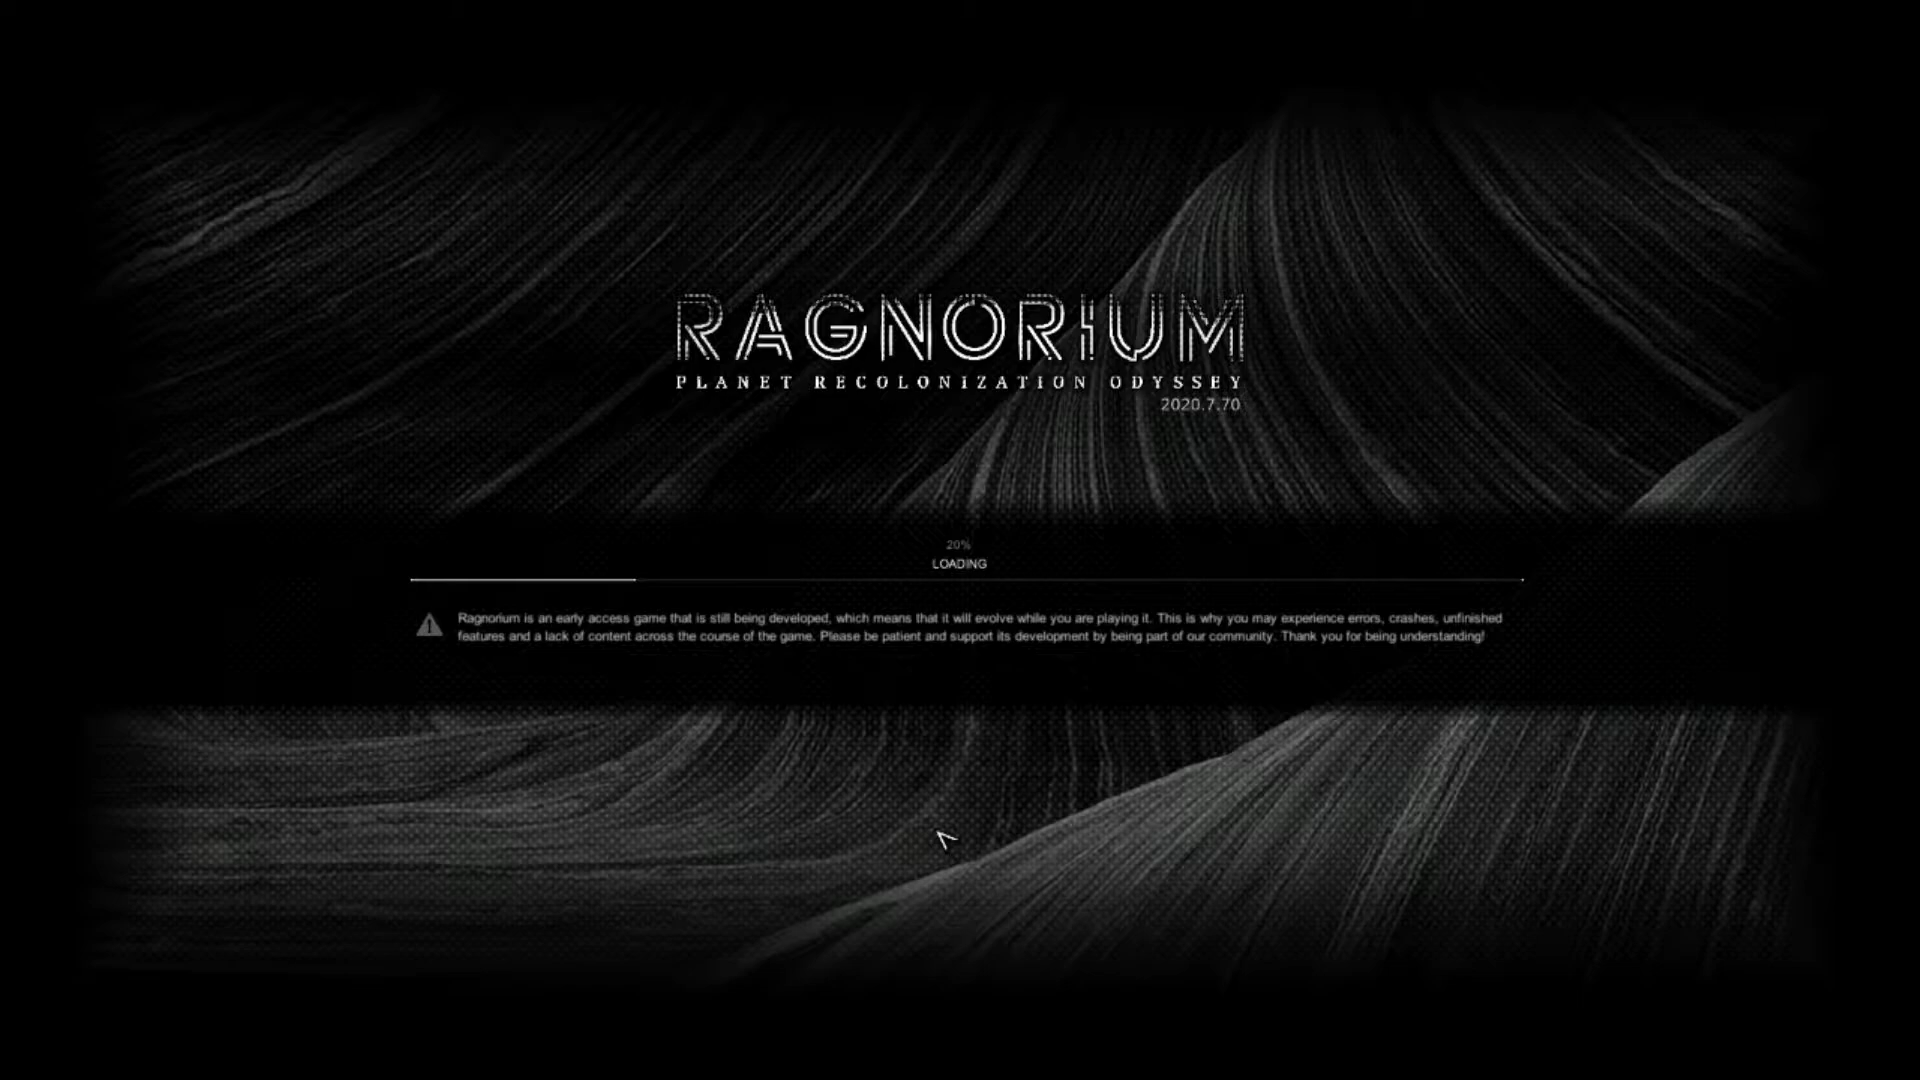 RAGNORIUM
PLANET RECOLONIZATION ODYSSEY
2020.7.70
20%
LOADING
Ragnorium is an early access game that is still being developed, which means that it will evolve while you are playing it. This is why you may experience errors, crashes, unfinished
features and a lack of content across the course of the game. Please be patient and support its development by being part of our community. Thank you for being understanding!